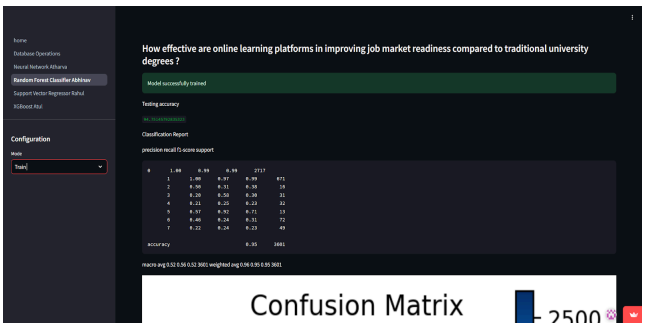 home
Database Operations
Neural Network Atharva
Random Forest Classifier Abhinav
Support Vector Regressor Rahul
XGBoost Atul
Configuration
Mode
Train
How effective are online learning platforms in improving job market readiness compared to traditional university
degrees ?
Model successfully trained
Testing accuracy
Classification Report
precision recall f1-score support
0 1.00 0.99 0.99 2717
1 1.00 0.97 0.99 671
2 0.50 0.31 0.38 16
3 0.20 0.58 0.30 31
4 0.21 0.25 0.23 32
5 0.57 0.92 0.71 13
6 0.46 0.24 0.31 72
7 0.22 0.24 0.23 49
accuracy 0.95 3601
macro avg 0.52 0.56 0.52 3601 weighted avg 0.96 0.95 0.95 3601
Confusion Matrix
2500